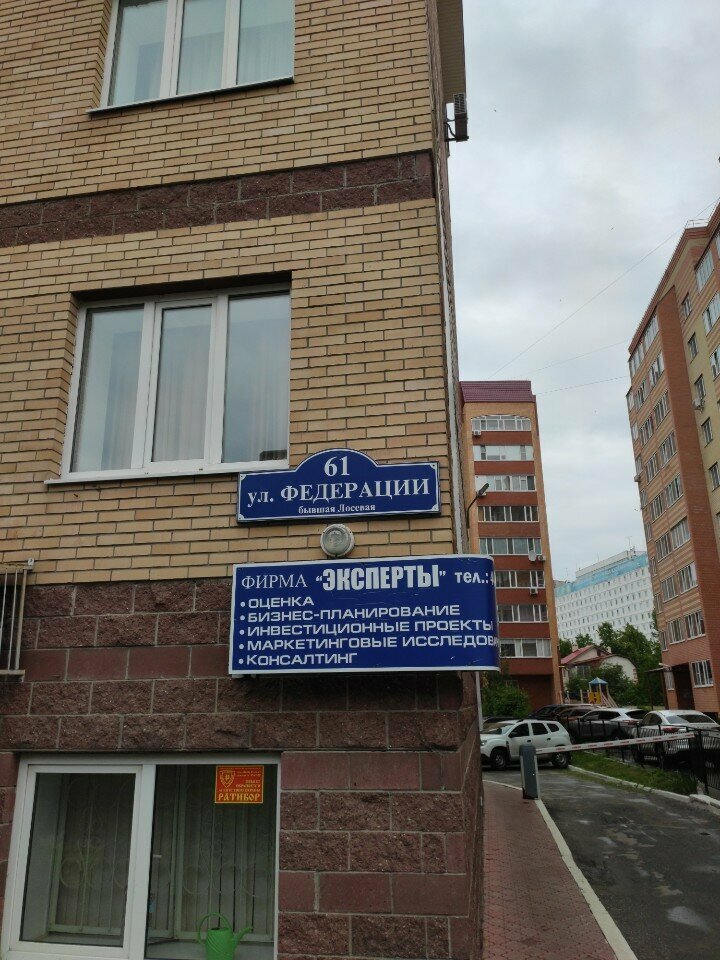 61
ул. ФЕДЕРАЦИИ
бывшая Лосевая
ФИРМА "ЭКСПЕРТЫ" тел.:
• ОЦЕНКА
• БИЗНЕС-ПЛАНИРОВАНИЕ
• ИНВЕСТИЦИОННЫЕ ПРОЕКТЫ
• МАРКЕТИНГОВЫЕ ИССЛЕДОВ
• КОНСАЛТИНГ
РАТИБОР